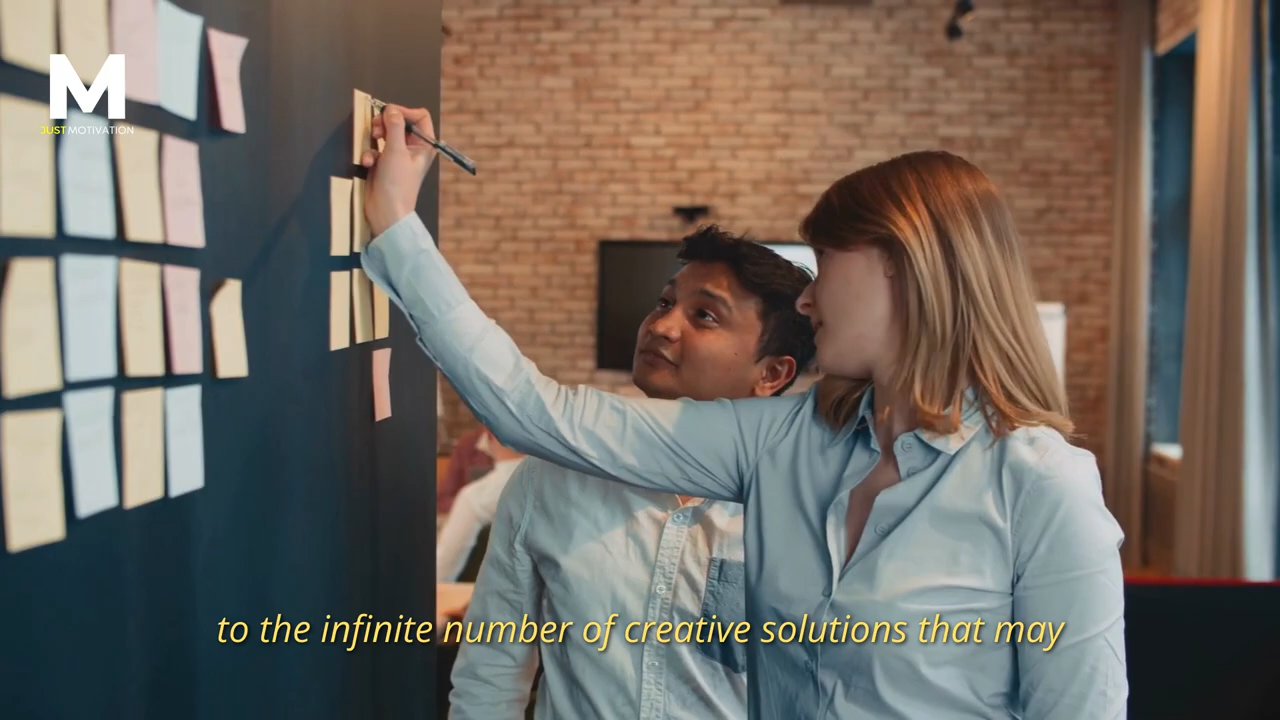 M
JUST MOTIVATION
to the infinite number of creative solutions that may